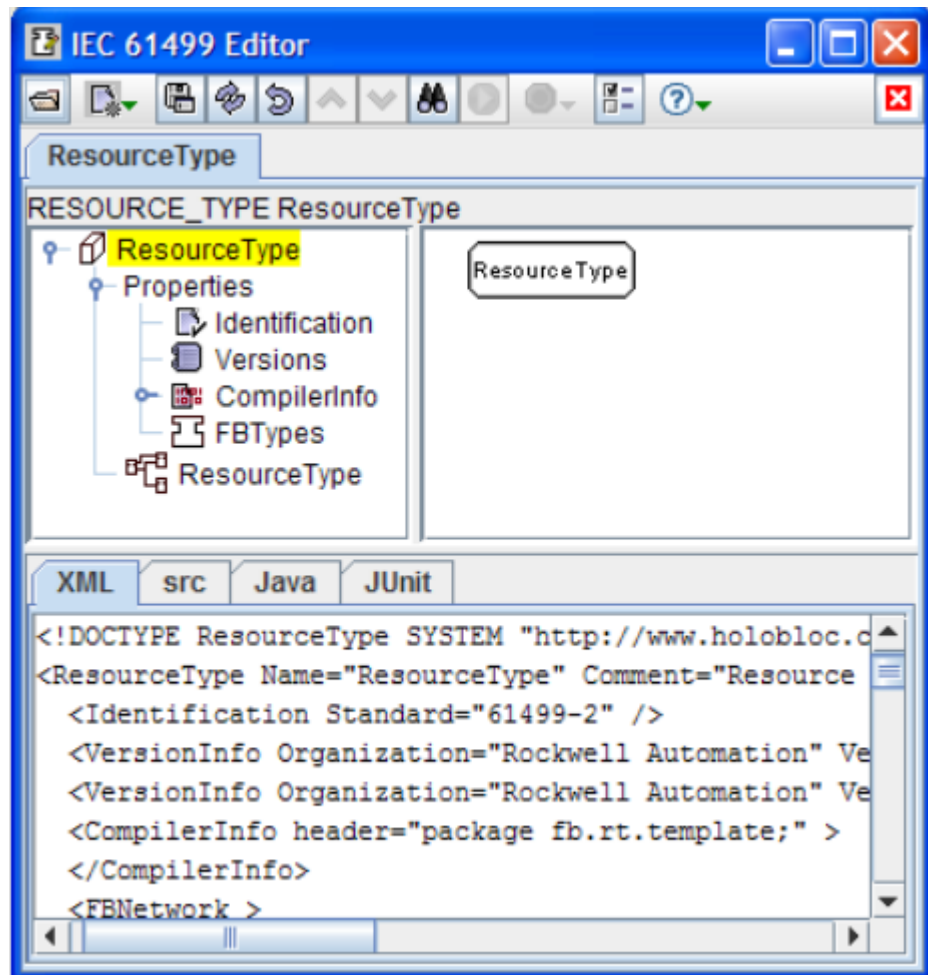 IEC 61499 Editor
ResourceType
RESOURCE_TYPE ResourceType
ResourceType
Properties
Identification
Versions
CompilerInfo
FBTypes
ResourceType
ResourceType
XML src Java JUnit
<!DOCTYPE ResourceType SYSTEM "http://www.holobloc.c
<ResourceType Name="ResourceType" Comment="Resource
<Identification Standard="61499-2" />
<VersionInfo Organization="Rockwell Automation" Ve
<VersionInfo Organization="Rockwell Automation" Ve
<CompilerInfo header="package fb.rt.template;" >
</CompilerInfo>
<FBNetwork >